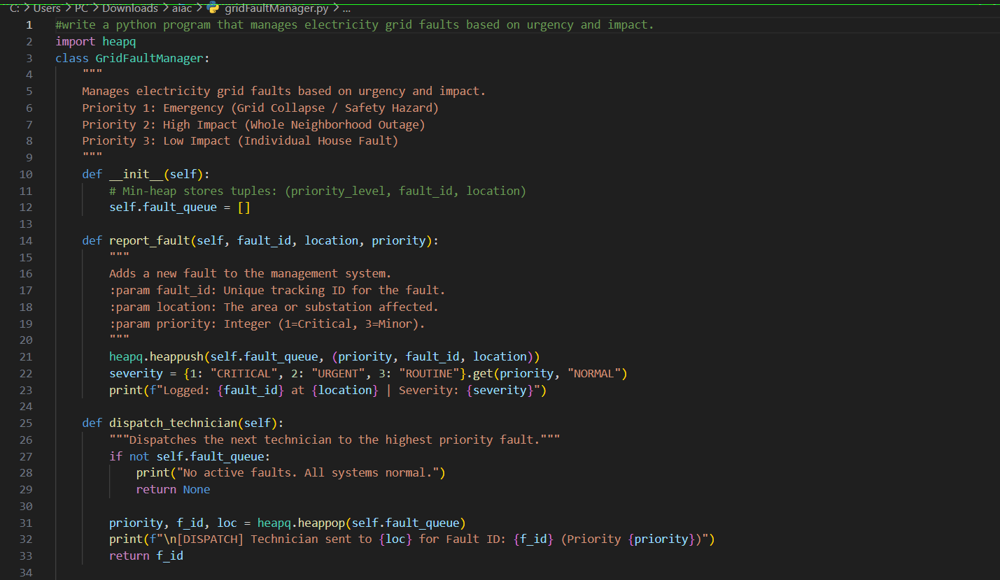 C: > Users > PC > Downloads > aiac > gridFaultManager.py > ...
1 #write a python program that manages electricity grid faults based on urgency and impact.
2 import heapq
3 class GridFaultManager:
4     """
5     Manages electricity grid faults based on urgency and impact.
6     Priority 1: Emergency (Grid Collapse / Safety Hazard)
7     Priority 2: High Impact (Whole Neighborhood Outage)
8     Priority 3: Low Impact (Individual House Fault)
9     """
10     def __init__(self):
11         # Min-heap stores tuples: (priority_level, fault_id, location)
12         self.fault_queue = []
13
14     def report_fault(self, fault_id, location, priority):
15         """
16         Adds a new fault to the management system.
17         :param fault_id: Unique tracking ID for the fault.
18         :param location: The area or substation affected.
19         :param priority: Integer (1=Critical, 3=Minor).
20         """
21         heapq.heappush(self.fault_queue, (priority, fault_id, location))
22         severity = {1: "CRITICAL", 2: "URGENT", 3: "ROUTINE"}.get(priority, "NORMAL")
23         print(f"Logged: {fault_id} at {location} | Severity: {severity}")
24
25     def dispatch_technician(self):
26         """Dispatches the next technician to the highest priority fault."""
27         if not self.fault_queue:
28             print("No active faults. All systems normal.")
29             return None
30
31         priority, f_id, loc = heapq.heappop(self.fault_queue)
32         print(f"\n[DISPATCH] Technician sent to {loc} for Fault ID: {f_id} (Priority {priority})")
33         return f_id
34